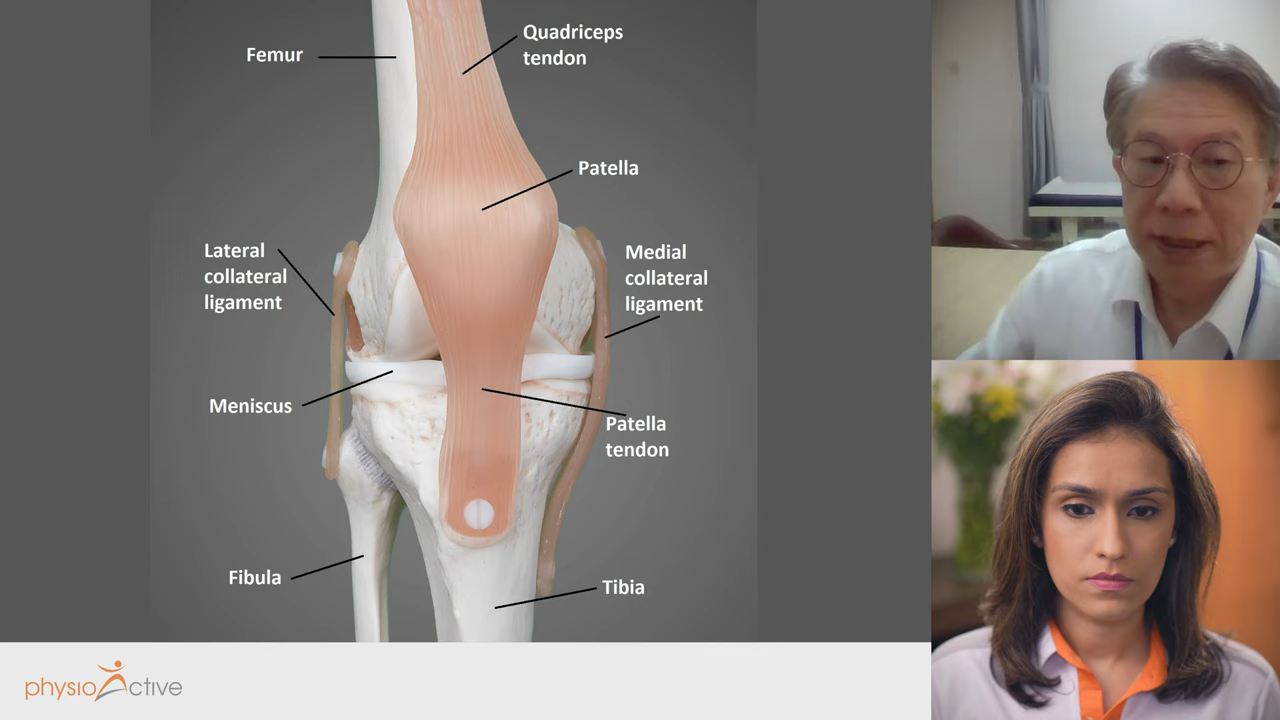 Femur
Quadriceps
tendon
Patella
Lateral
collateral
ligament
Medial
collateral
ligament
Meniscus
Patella
tendon
Fibula
Tibia
physioActive